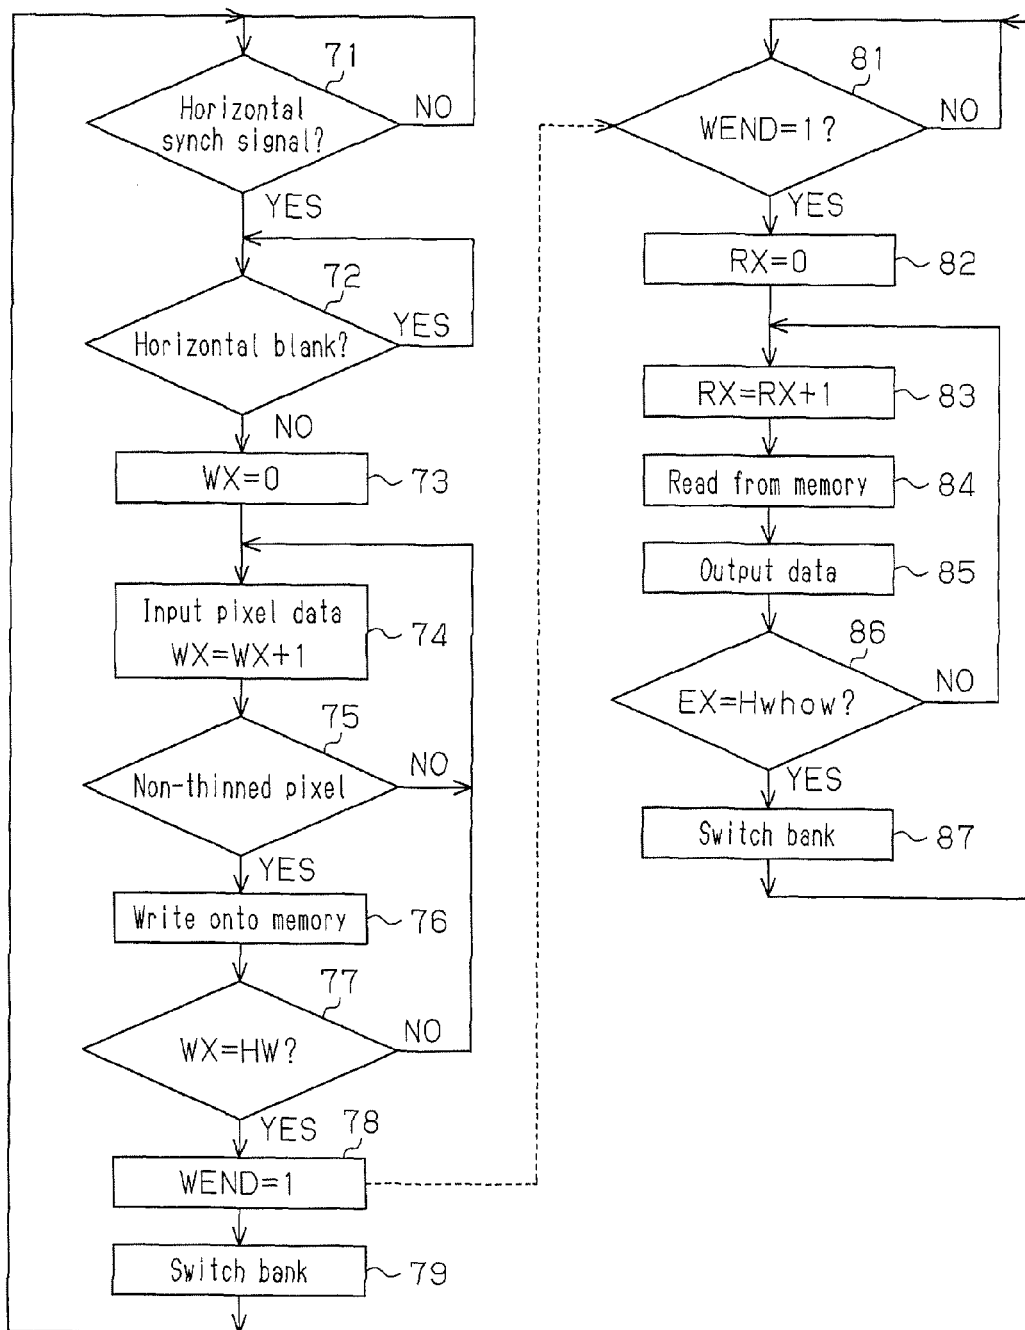 71
Horizontal
synch signal?
NO
YES
72
Horizontal blank?
YES
NO
WX=0
73
Input pixel data
WX=WX+1
74
75
Non-thinned pixel
NO
YES
Write onto memory
76
77
WX=HW?
NO
YES
78
WEND=1
Switch bank
79
81
WEND=1?
NO
YES
RX=0
82
RX=RX+1
83
Read from memory
84
Output data
85
86
EX=Hwhow?
NO
YES
Switch bank
87